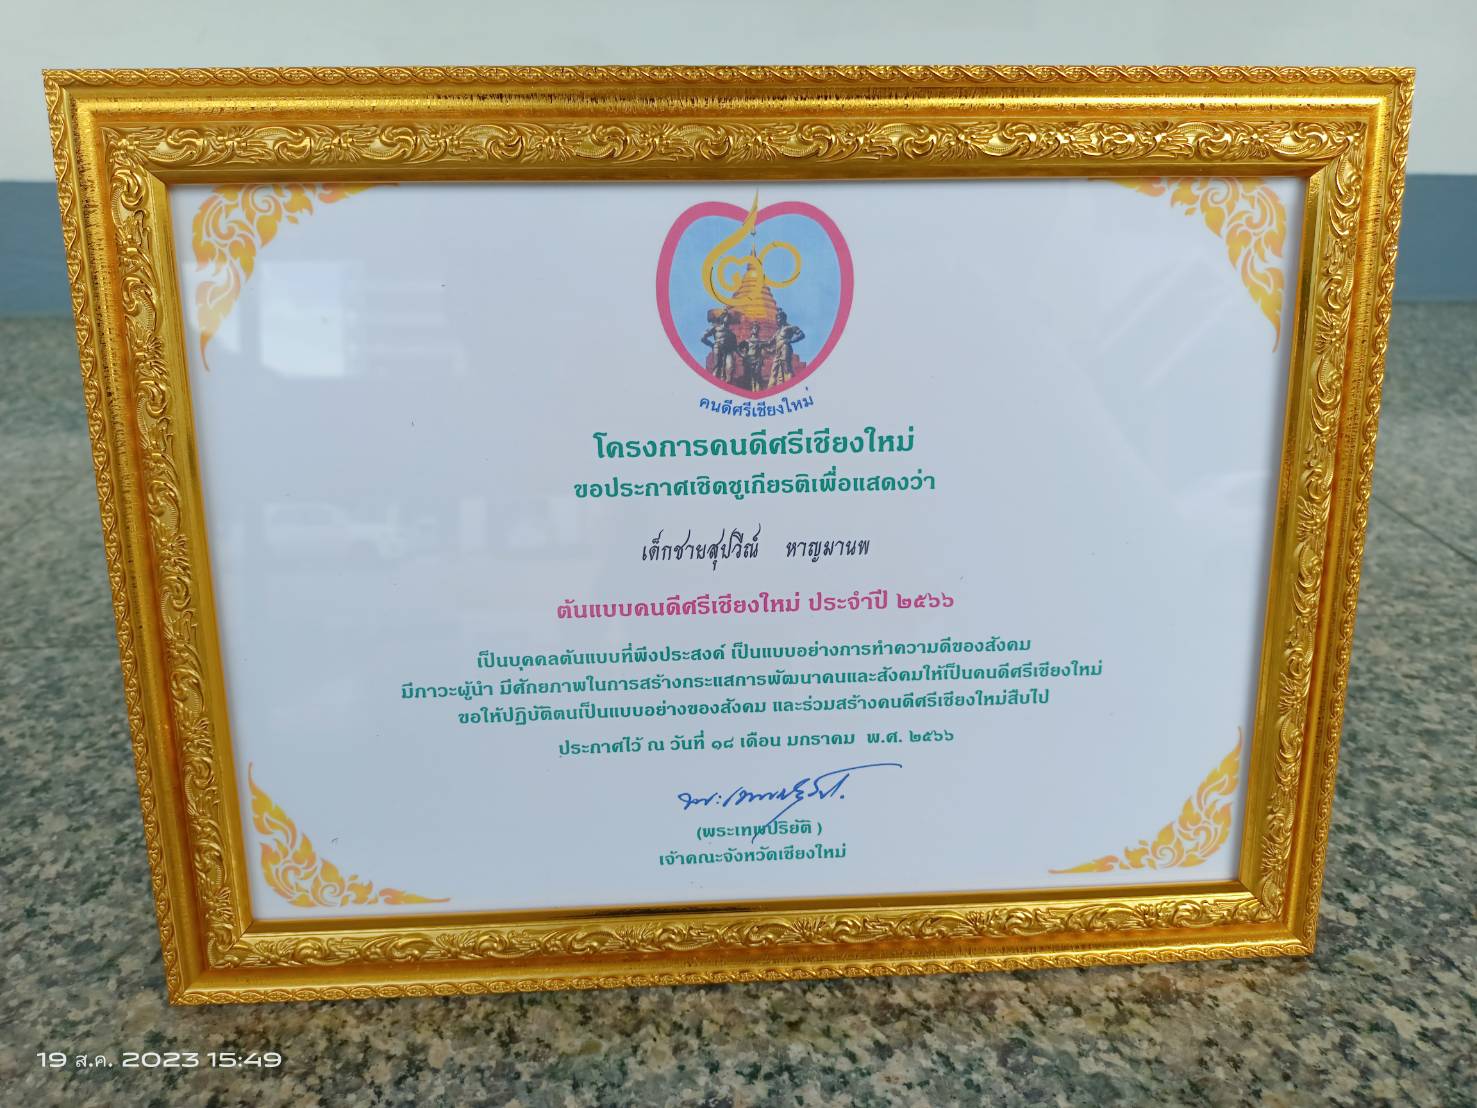 ๘๐
คนดีศรีเชียงใหม่
โครงการคนดีศรีเชียงใหม่
ขอประกาศเชิดชูเกียรติเพื่อแสดงว่า
เด็กชายสุปวีณ์ หาญมานพ
ต้นแบบคนดีศรีเชียงใหม่ ประจำปี ๒๕๖๖
เป็นบุคคลต้นแบบที่พึงประสงค์ เป็นแบบอย่างการทำความดีของสังคม
มีภาวะผู้นำ มีศักยภาพในการสร้างกระแสการพัฒนาคนและสังคมให้เป็นคนดีศรีเชียงใหม่
ขอให้ปฏิบัติตนเป็นแบบอย่างของสังคม และร่วมสร้างคนดีศรีเชียงใหม่สืบไป
ประกาศไว้ ณ วันที่ ๑๘ เดือน มกราคม พ.ศ. ๒๕๖๖
(พระเทพปริยัติ )
เจ้าคณะจังหวัดเชียงใหม่
19 ส.ค. 2023 15:49